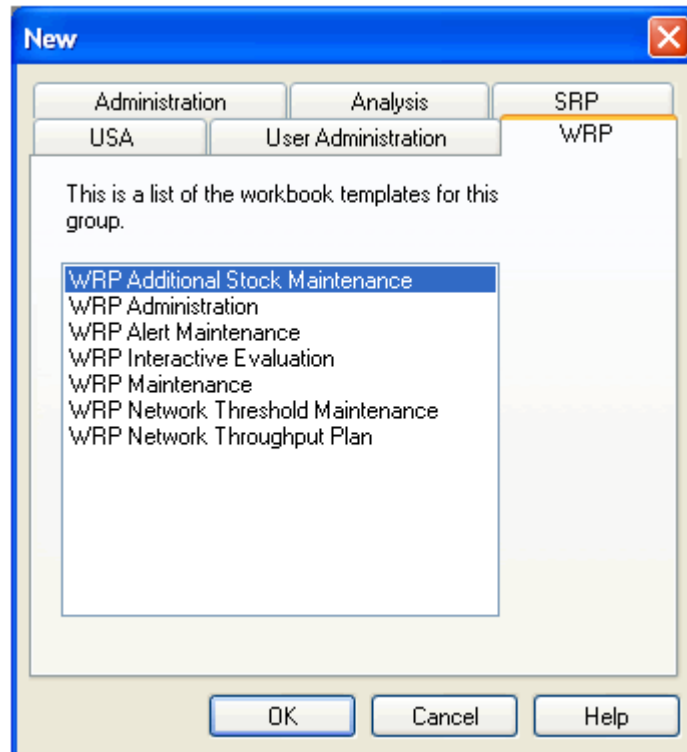 New
Administration
Analysis
SRP
USA
User Administration
WRP
This is a list of the workbook templates for this
group.
WRP Additional Stock Maintenance
WRP Administration
WRP Alert Maintenance
WRP Interactive Evaluation
WRP Maintenance
WRP Network Threshold Maintenance
WRP Network Throughput Plan
OK
Cancel
Help